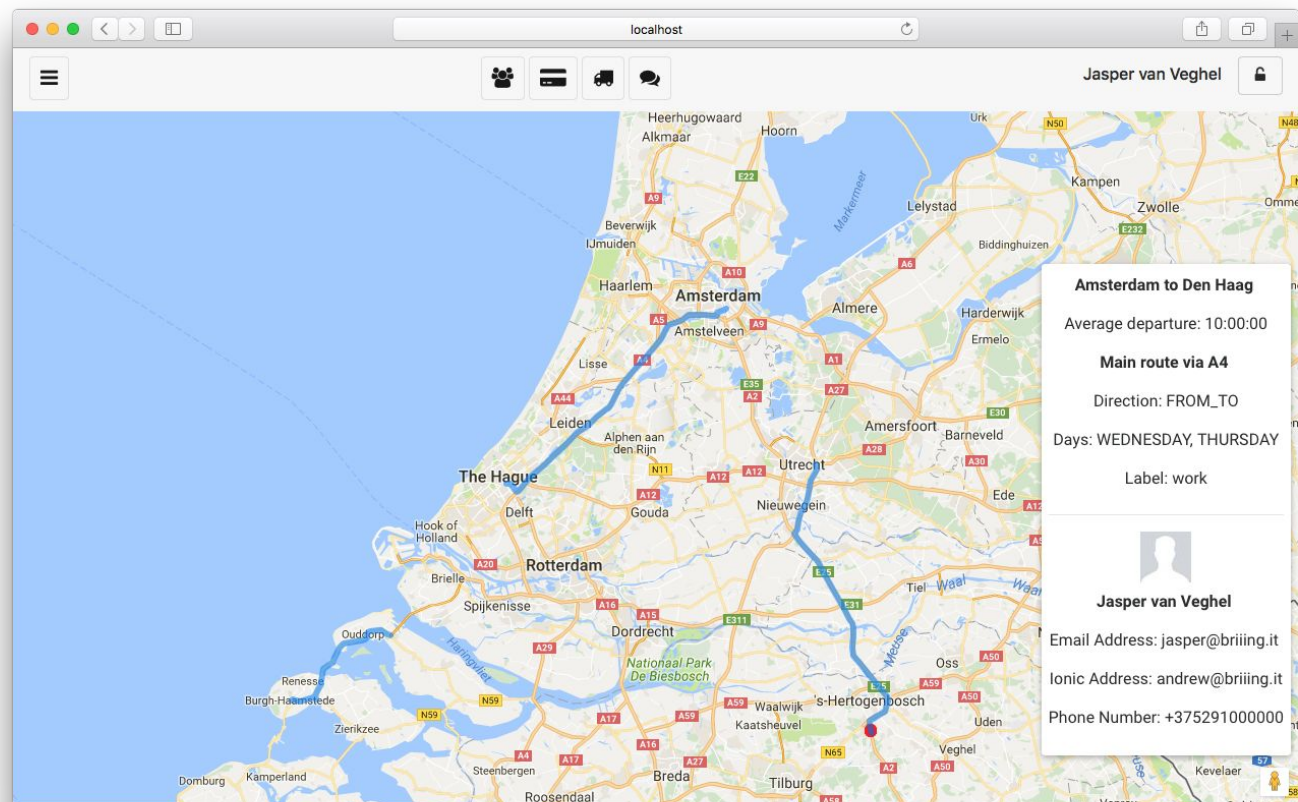 localhost
Jasper van Veghel
Heerhugowaard
Alkmaar
Hoorn
Urk
N50
Kampen
E22
Markermeer
Lelystad
Zwolle
A9
E232
Beverwijk
IJmuiden
Biddinghuizen
A10
A6
Haarlem
Amsterdam
Almere
Harderwijk
A5
Amstelveen
A9
Ermelo
Lisse
A1
E35
A2
A27
A44
E30
Leiden
Amersfoort
Barneveld
Alphen aan
den Rijn
A28
A30
The Hague
N11
A12
A12
Utrecht
A12
Ede
Delft
Gouda
Nieuwegein
Hook of
Holland
A20
Rotterdam
Brielle
E25
Tiel
Waal
Spijkenisse
A16
A15
E31
E311
Ouddorp
Dordrecht
Haringvliet
A29
Nationaal Park
De Biesbosch
Meuse
Oss
A50
Renesse
Burgh-Haamstede
N59
A59
A59
Waalwijk
's-Hertogenbosch
A50
Zierikzee
N59
A17
A59
Kaatsheuvel
Uden
A16
N65
Veghel
A4
A17
A27
A2
A50
Domburg
Kamperland
Steenbergen
Breda
Tilburg
Roosendaal
A58
57
Kevelaer
Amsterdam to Den Haag
Average departure: 10:00:00
Main route via A4
Direction: FROM_TO
Days: WEDNESDAY, THURSDAY
Label: work
Jasper van Veghel
Email Address: jasper@briiing.it
Ionic Address: andrew@briiing.it
Phone Number: +375291000000